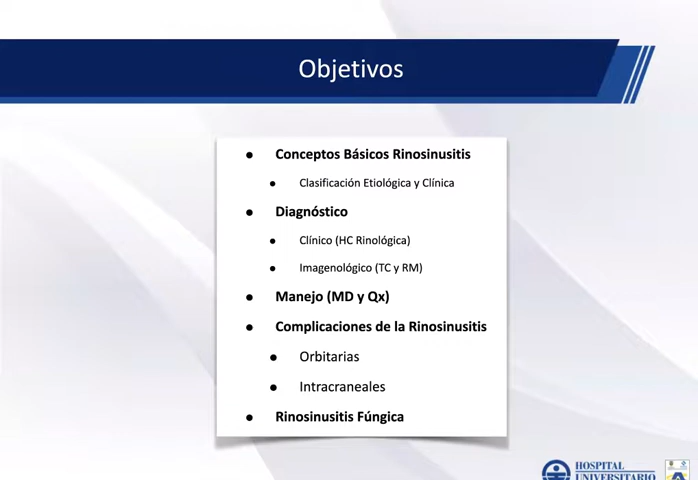 Objetivos
● Conceptos Básicos Rinosinusitis
● Clasificación Etiológica y Clínica
● Diagnóstico
● Clínico (HC Rinológica)
● Imagenológico (TC y RM)
● Manejo (MD y Qx)
● Complicaciones de la Rinosinusitis
● Orbitarias
● Intracraneales
● Rinosinusitis Fúngica
HOSPITAL
UNIVERSITARIO